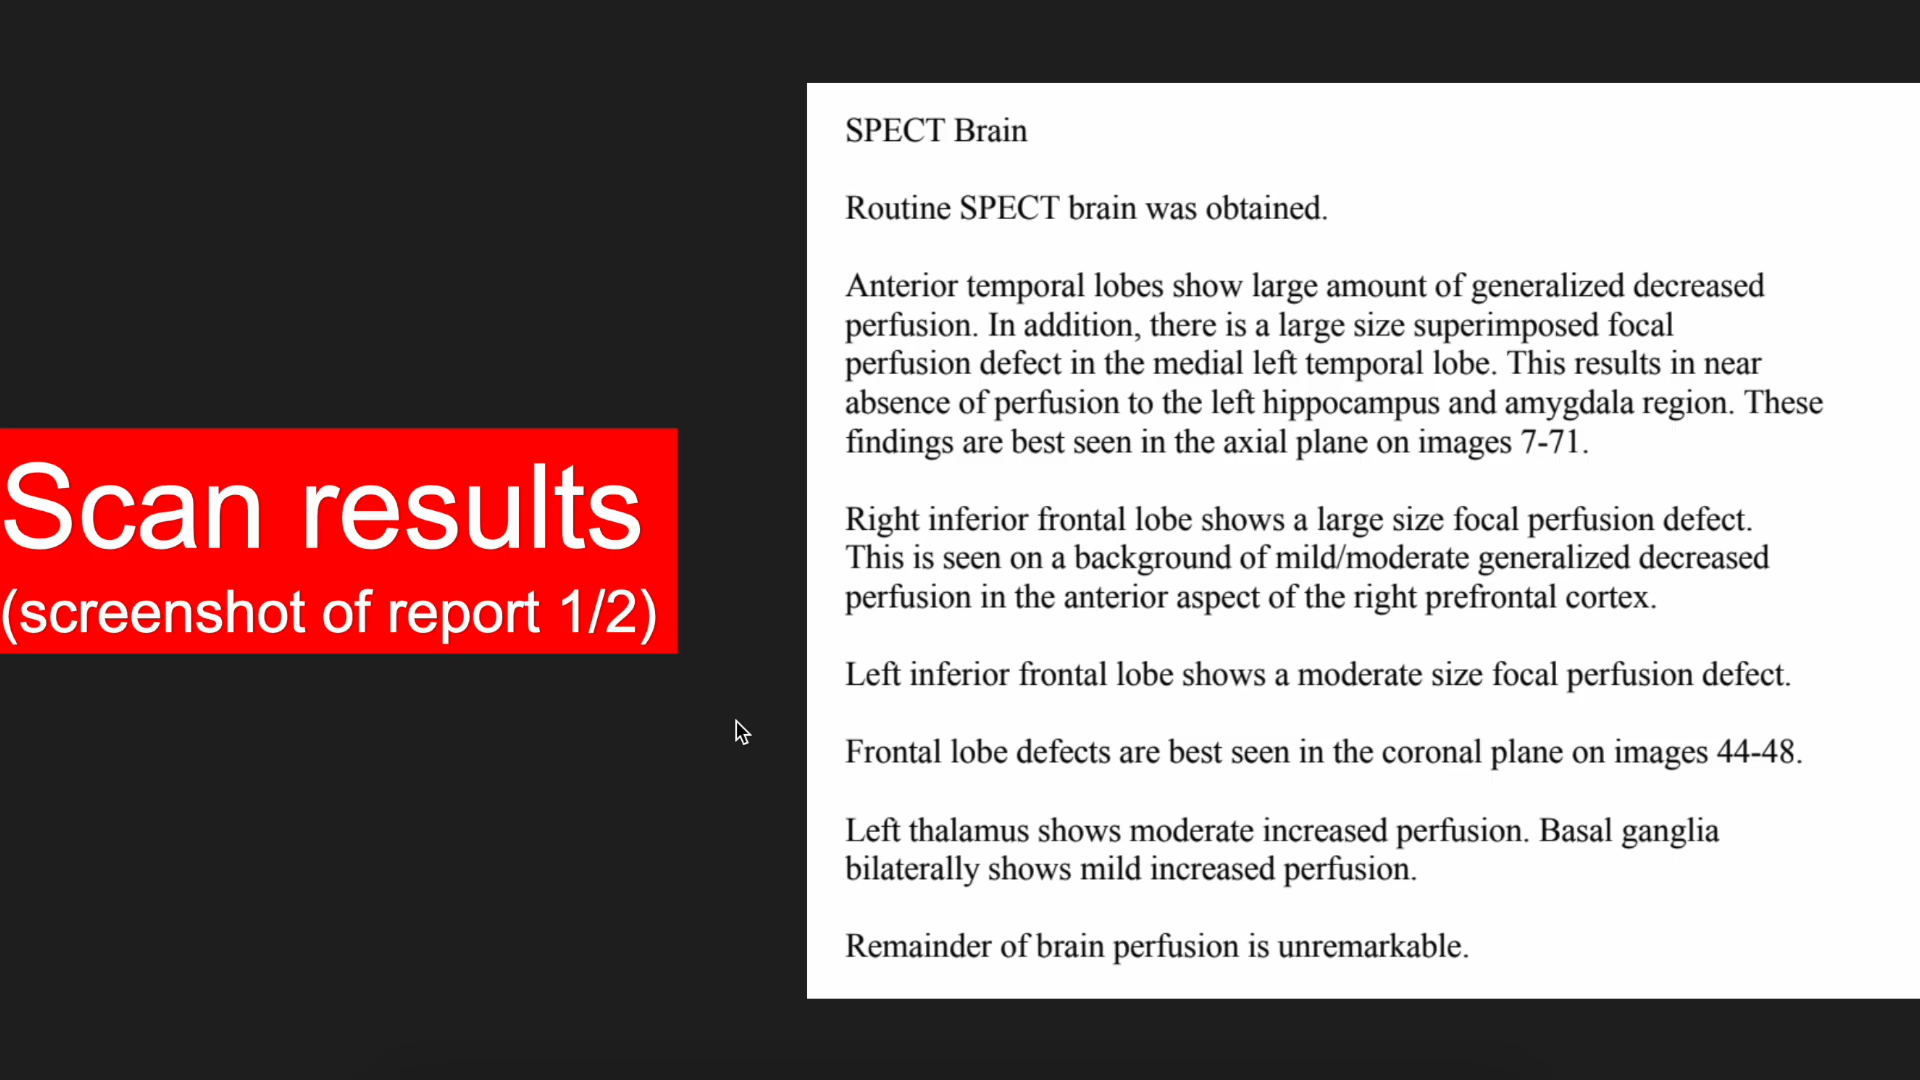 Scan results
(screenshot of report 1/2)
SPECT Brain
Routine SPECT brain was obtained.
Anterior temporal lobes show large amount of generalized decreased
perfusion. In addition, there is a large size superimposed focal
perfusion defect in the medial left temporal lobe. This results in near
absence of perfusion to the left hippocampus and amygdala region. These
findings are best seen in the axial plane on images 7-71.
Right inferior frontal lobe shows a large size focal perfusion defect.
This is seen on a background of mild/moderate generalized decreased
perfusion in the anterior aspect of the right prefrontal cortex.
Left inferior frontal lobe shows a moderate size focal perfusion defect.
Frontal lobe defects are best seen in the coronal plane on images 44-48.
Left thalamus shows moderate increased perfusion. Basal ganglia
bilaterally shows mild increased perfusion.
Remainder of brain perfusion is unremarkable.